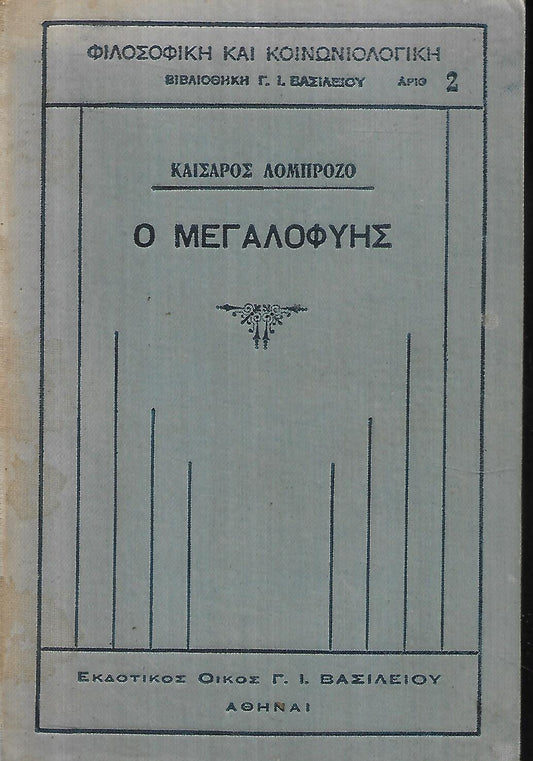 ΦΙΛΟΣΟΦΙΚΗ ΚΑΙ ΚΟΙΝΩΝΙΟΛΟΓΙΚΗ
ΒΙΒΛΙΟΘΗΚΗ Γ. Ι. ΒΑΣΙΛΕΙΟΥ ΑΡΙΘ 2
ΚΑΙΣΑΡΟΣ ΛΟΜΠΡΟΖΟ
Ο ΜΕΓΑΛΟΦΥΗΣ
ΕΚΔΟΤΙΚΟΣ ΟΙΚΟΣ Γ. Ι. ΒΑΣΙΛΕΙΟΥ
ΑΘΗΝΑΙ